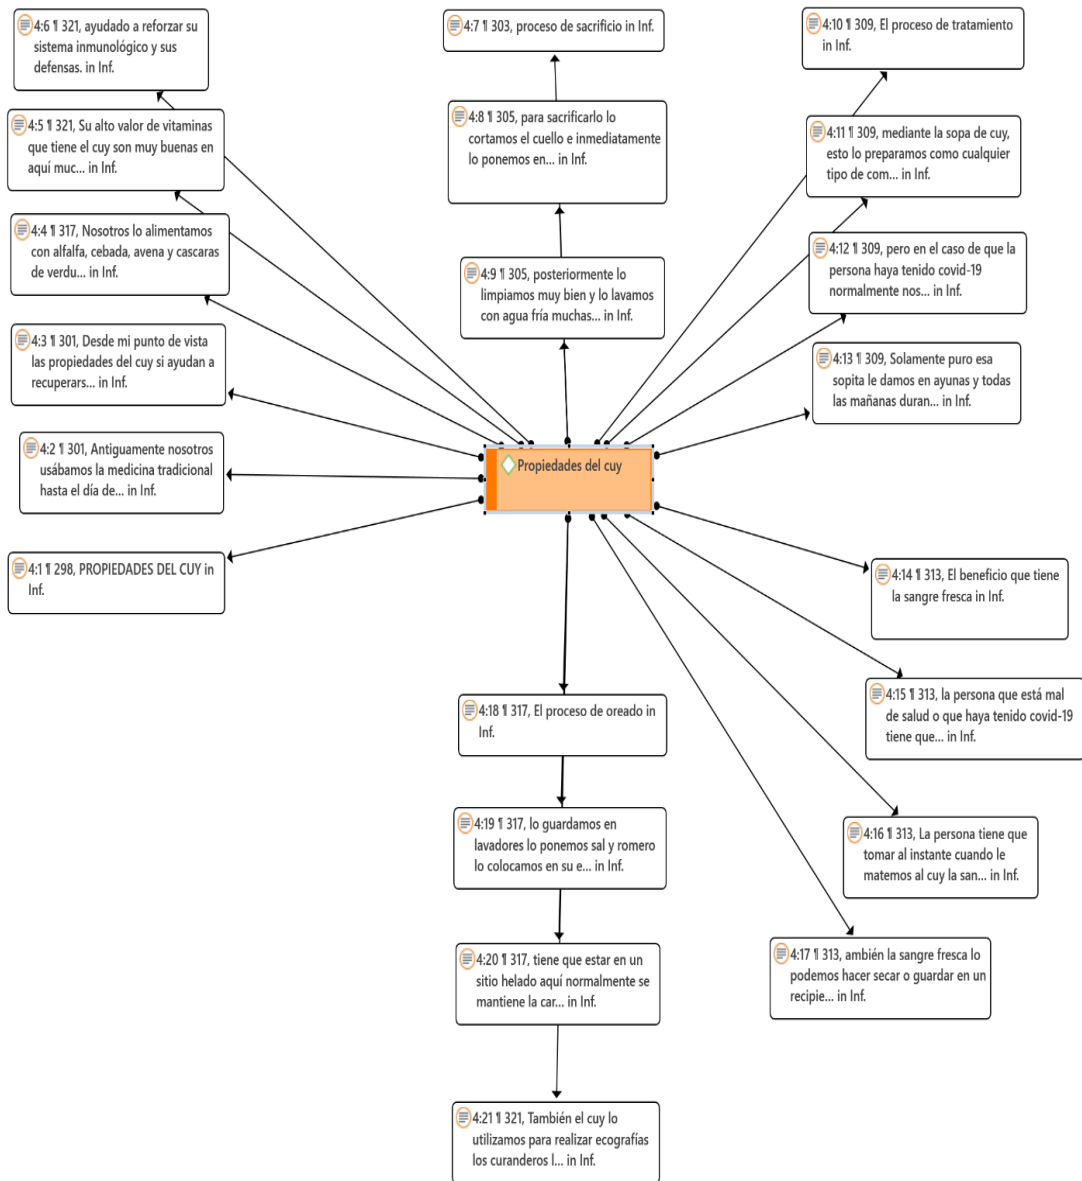 4:6 ¶ 321, ayudado a reforzar su
sistema inmunológico y sus
defensas. in Inf.
4:5 ¶ 321, Su alto valor de vitaminas
que tiene el cuy son muy buenas en
aquí muc... in Inf.
4:4 ¶ 317, Nosotros lo alimentamos
con alfalfa, cebada, avena y cascaras
de verdu... in Inf.
4:3 ¶ 301, Desde mi punto de vista
las propiedades del cuy si ayudan a
recuperars... in Inf.
4:2 ¶ 301, Antiguamente nosotros
usábamos la medicina tradicional
hasta el día de... in Inf.
4:1 ¶ 298, PROPIEDADES DEL CUY in
Inf.
4:7 ¶ 303, proceso de sacrificio in Inf.
4:8 ¶ 305, para sacrificarlo lo
cortamos el cuello e inmediatamente
lo ponemos en... in Inf.
4:9 ¶ 305, posteriormente lo
limpiamos muy bien y lo lavamos
con agua fría muchas... in Inf.
Propiedades del cuy
4:18 ¶ 317, El proceso de oreado in
Inf.
4:19 ¶ 317, lo guardamos en
lavadores lo ponemos sal y romero
lo colocamos en su e... in Inf.
4:20 ¶ 317, tiene que estar en un
sitio helado aquí normalmente se
mantiene la car... in Inf.
4:21 ¶ 321, También el cuy lo
utilizamos para realizar ecografías
los curanderos l... in Inf.
4:10 ¶ 309, El proceso de tratamiento
in Inf.
4:11 ¶ 309, mediante la sopa de cuy,
esto lo preparamos como cualquier
tipo de com... in Inf.
4:12 ¶ 309, pero en el caso de que la
persona haya tenido covid-19
normalmente nos... in Inf.
4:13 ¶ 309, Solamente puro esa
sopita le damos en ayunas y todas
las mañanas duran... in Inf.
4:14 ¶ 313, El beneficio que tiene
la sangre fresca in Inf.
4:15 ¶ 313, la persona que está mal
de salud o que haya tenido covid-19
tiene que... in Inf.
4:16 ¶ 313, La persona tiene que
tomar al instante cuando le
matemos al cuy la san... in Inf.
4:17 ¶ 313, ambién la sangre fresca lo
podemos hacer secar o guardar en un
recipie... in Inf.